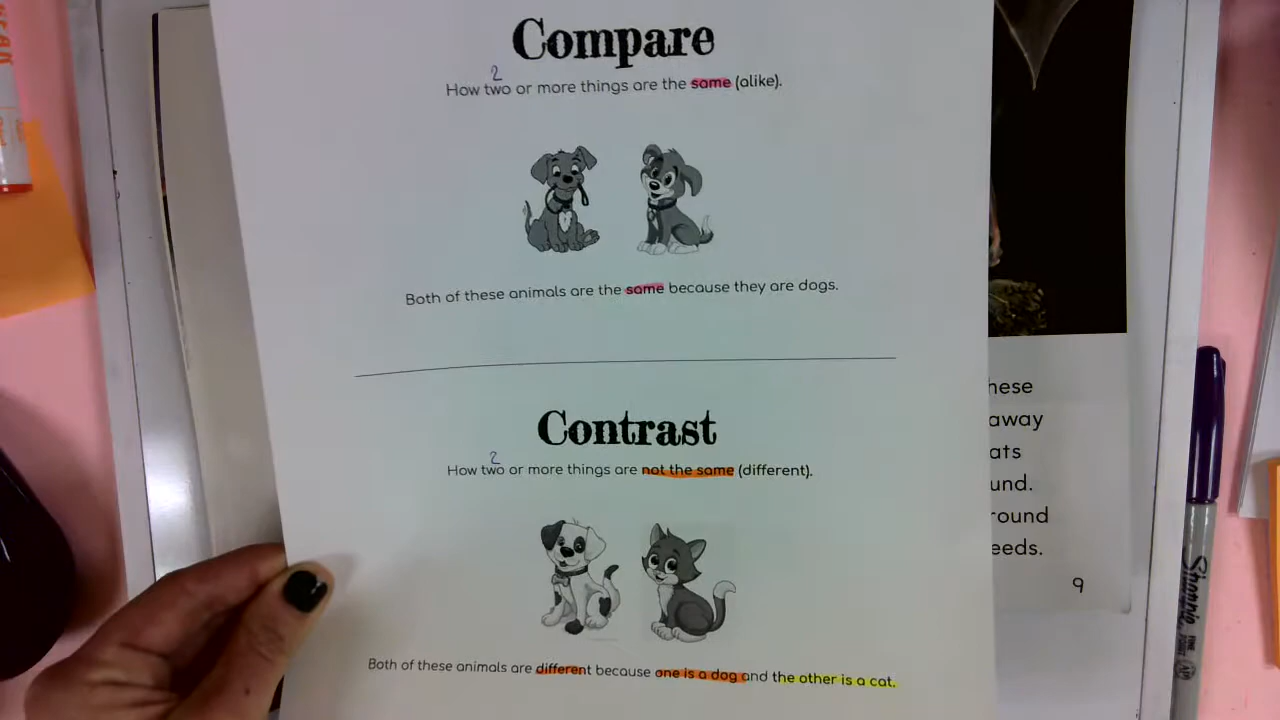 Compare
2
How two or more things are the same (alike).
Both of these animals are the same because they are dogs.
Contrast
2
How two or more things are not the same (different).
Both of these animals are different because one is a dog and the other is a cat.
hese
away
ats
und.
round
eeds.
9
Sharpie